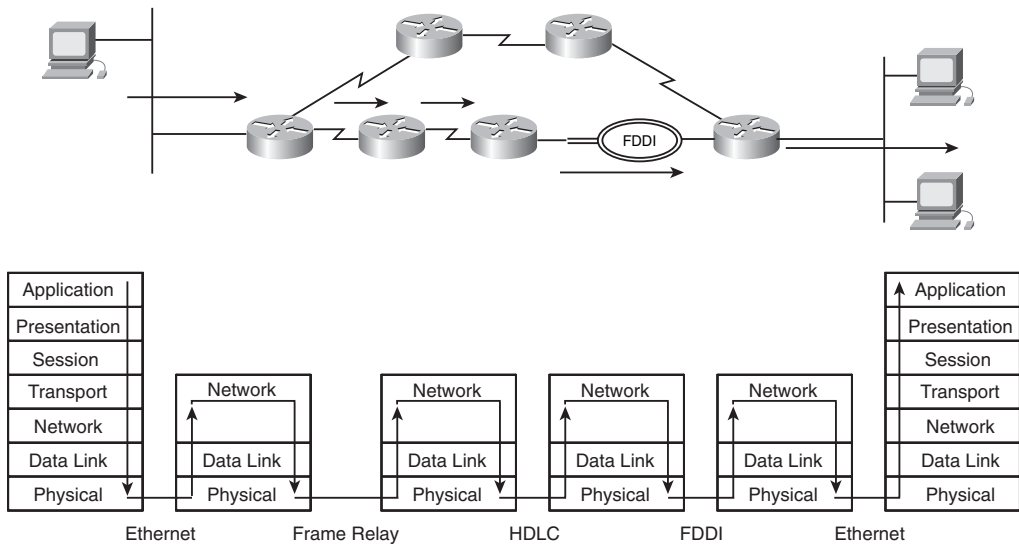 FDDI
Application
Presentation
Session
Transport
Network
Data Link
Physical
Network
Data Link
Physical
Network
Data Link
Physical
Network
Data Link
Physical
Network
Data Link
Physical
Application
Presentation
Session
Transport
Network
Data Link
Physical
Ethernet
Frame Relay
HDLC
FDDI
Ethernet